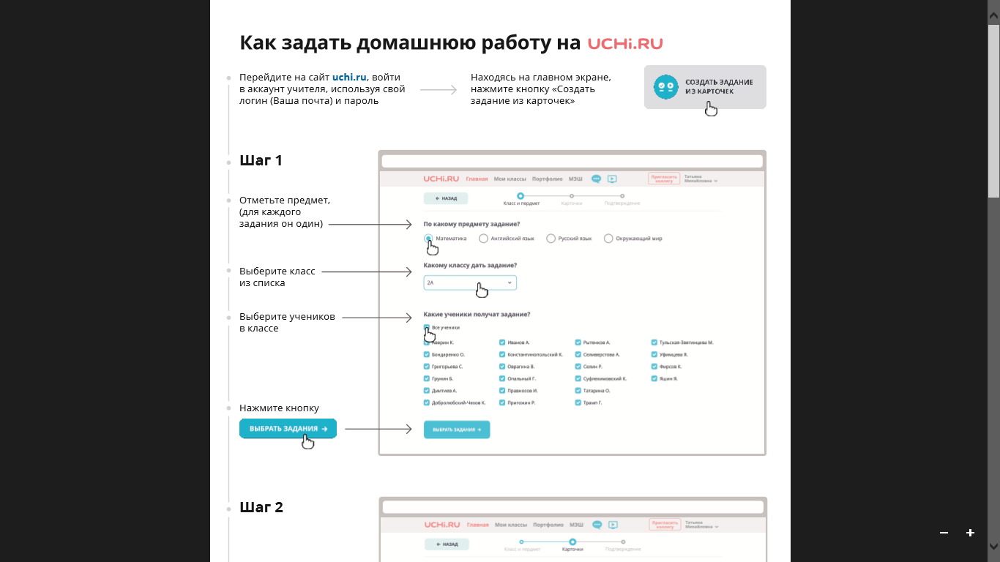 Как задать домашнюю работу на UCHi.RU
Перейдите на сайт uchi.ru, войти
в аккаунт учителя, используя свой
логин (Ваша почта) и пароль
Находясь на главном экране,
нажмите кнопку «Создать
задание из карточек»
СОЗДАТЬ ЗАДАНИЕ
ИЗ КАРТОЧЕК
Шаг 1
Отметьте предмет,
(для каждого
задания он один)
Выберите класс
из списка
Выберите учеников
в классе
Нажмите кнопку
ВЫБРАТЬ ЗАДАНИЯ →
UCHi.RU Главная Мои классы Портфолио МЭШ
Пригласить
коллегу
Татьяна
Михайловна
← НАЗАД
Класс и пердмет Карточки Подтверждение
По какому предмету задание?
Математика Английский язык Русский язык Окружающий мир
Какому классу дать задание?
2А
Какие ученики получат задание?
Все ученики
Аверин К. Иванов А. Рытенков А. Тульская-Звятинцева М.
Бондаренко О. Константинопольский К. Селиверстова А. Уфимцева Я.
Григорьева С. Оврагина В. Селин Р. Фирсов К.
Грунин Б. Опальный Г. Суфлехимовский К. Яшин Я.
Дмитиев А. Правносов И. Татарина О.
Добролюбский-Чехов К. Пригожин Р. Трамп Г.
ВЫБРАТЬ ЗАДАНИЯ →
Шаг 2
UCHi.RU Главная Мои классы Портфолио МЭШ
Пригласить
коллегу
Татьяна
Михайловна
← НАЗАД
Класс и пердмет Карточки Подтверждение